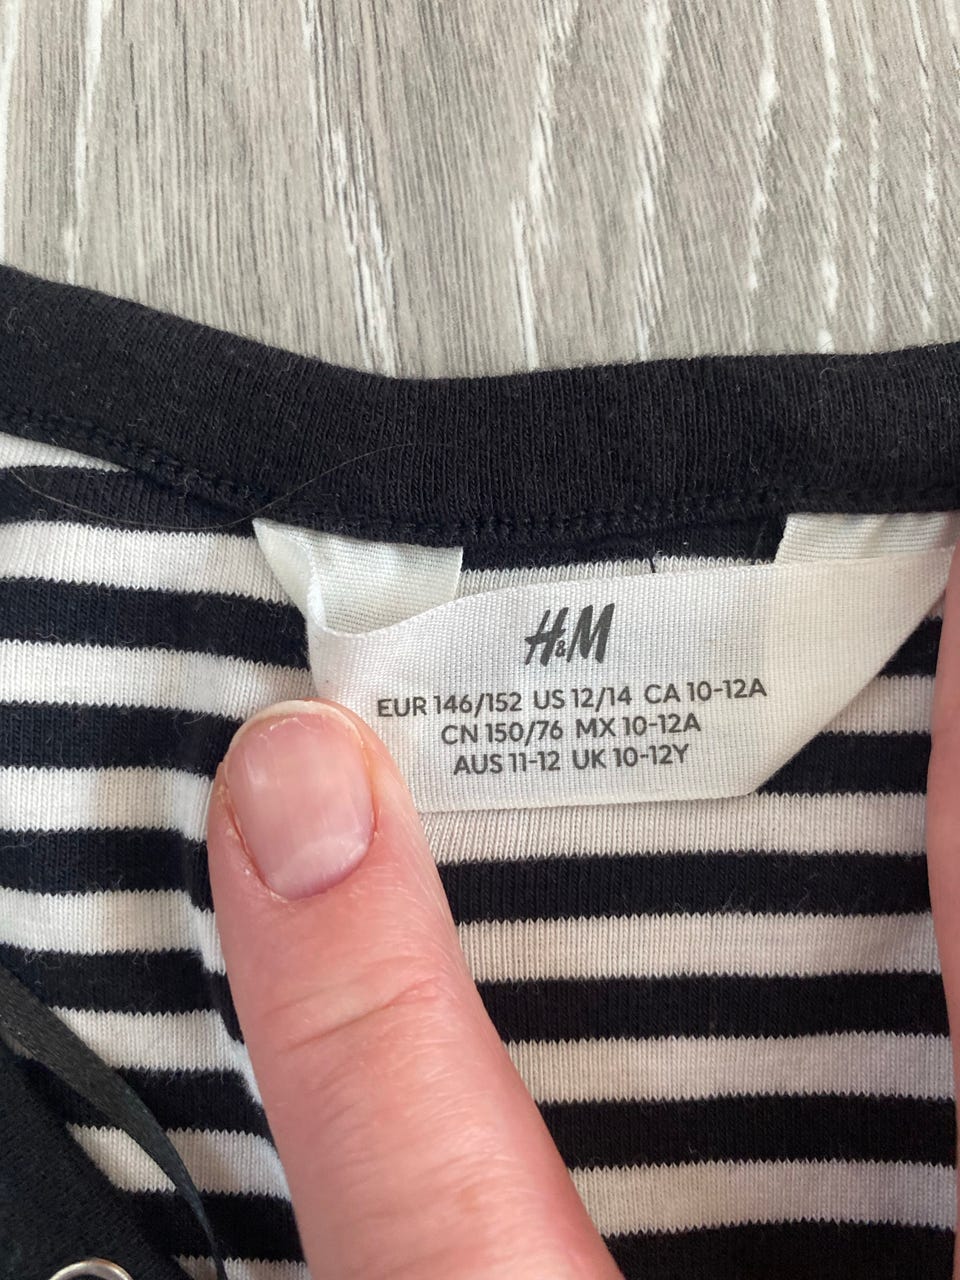 H&M
EUR 146/152 US 12/14 CA 10-12A
CN 150/76 MX 10-12A
AUS 11-12 UK 10-12Y